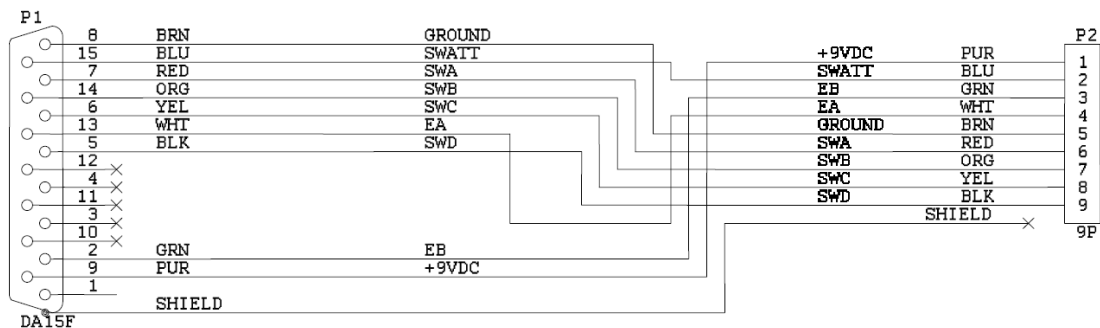 P1
8 BRN GROUND P2
15 BLU SWATT +9VDC PUR 1
7 RED SWA SWATT BLU 2
14 ORG SWB EB GRN 3
6 YEL SWC EA WHT 4
13 WHT EA GROUND BRN 5
5 BLK SWD SWA RED 6
12 SWB ORG 7
4 SWC YEL 8
11 SWD BLK 9
3 SHIELD
10 9P
2 GRN EB
9 PUR +9VDC
1
SHIELD
DA15F